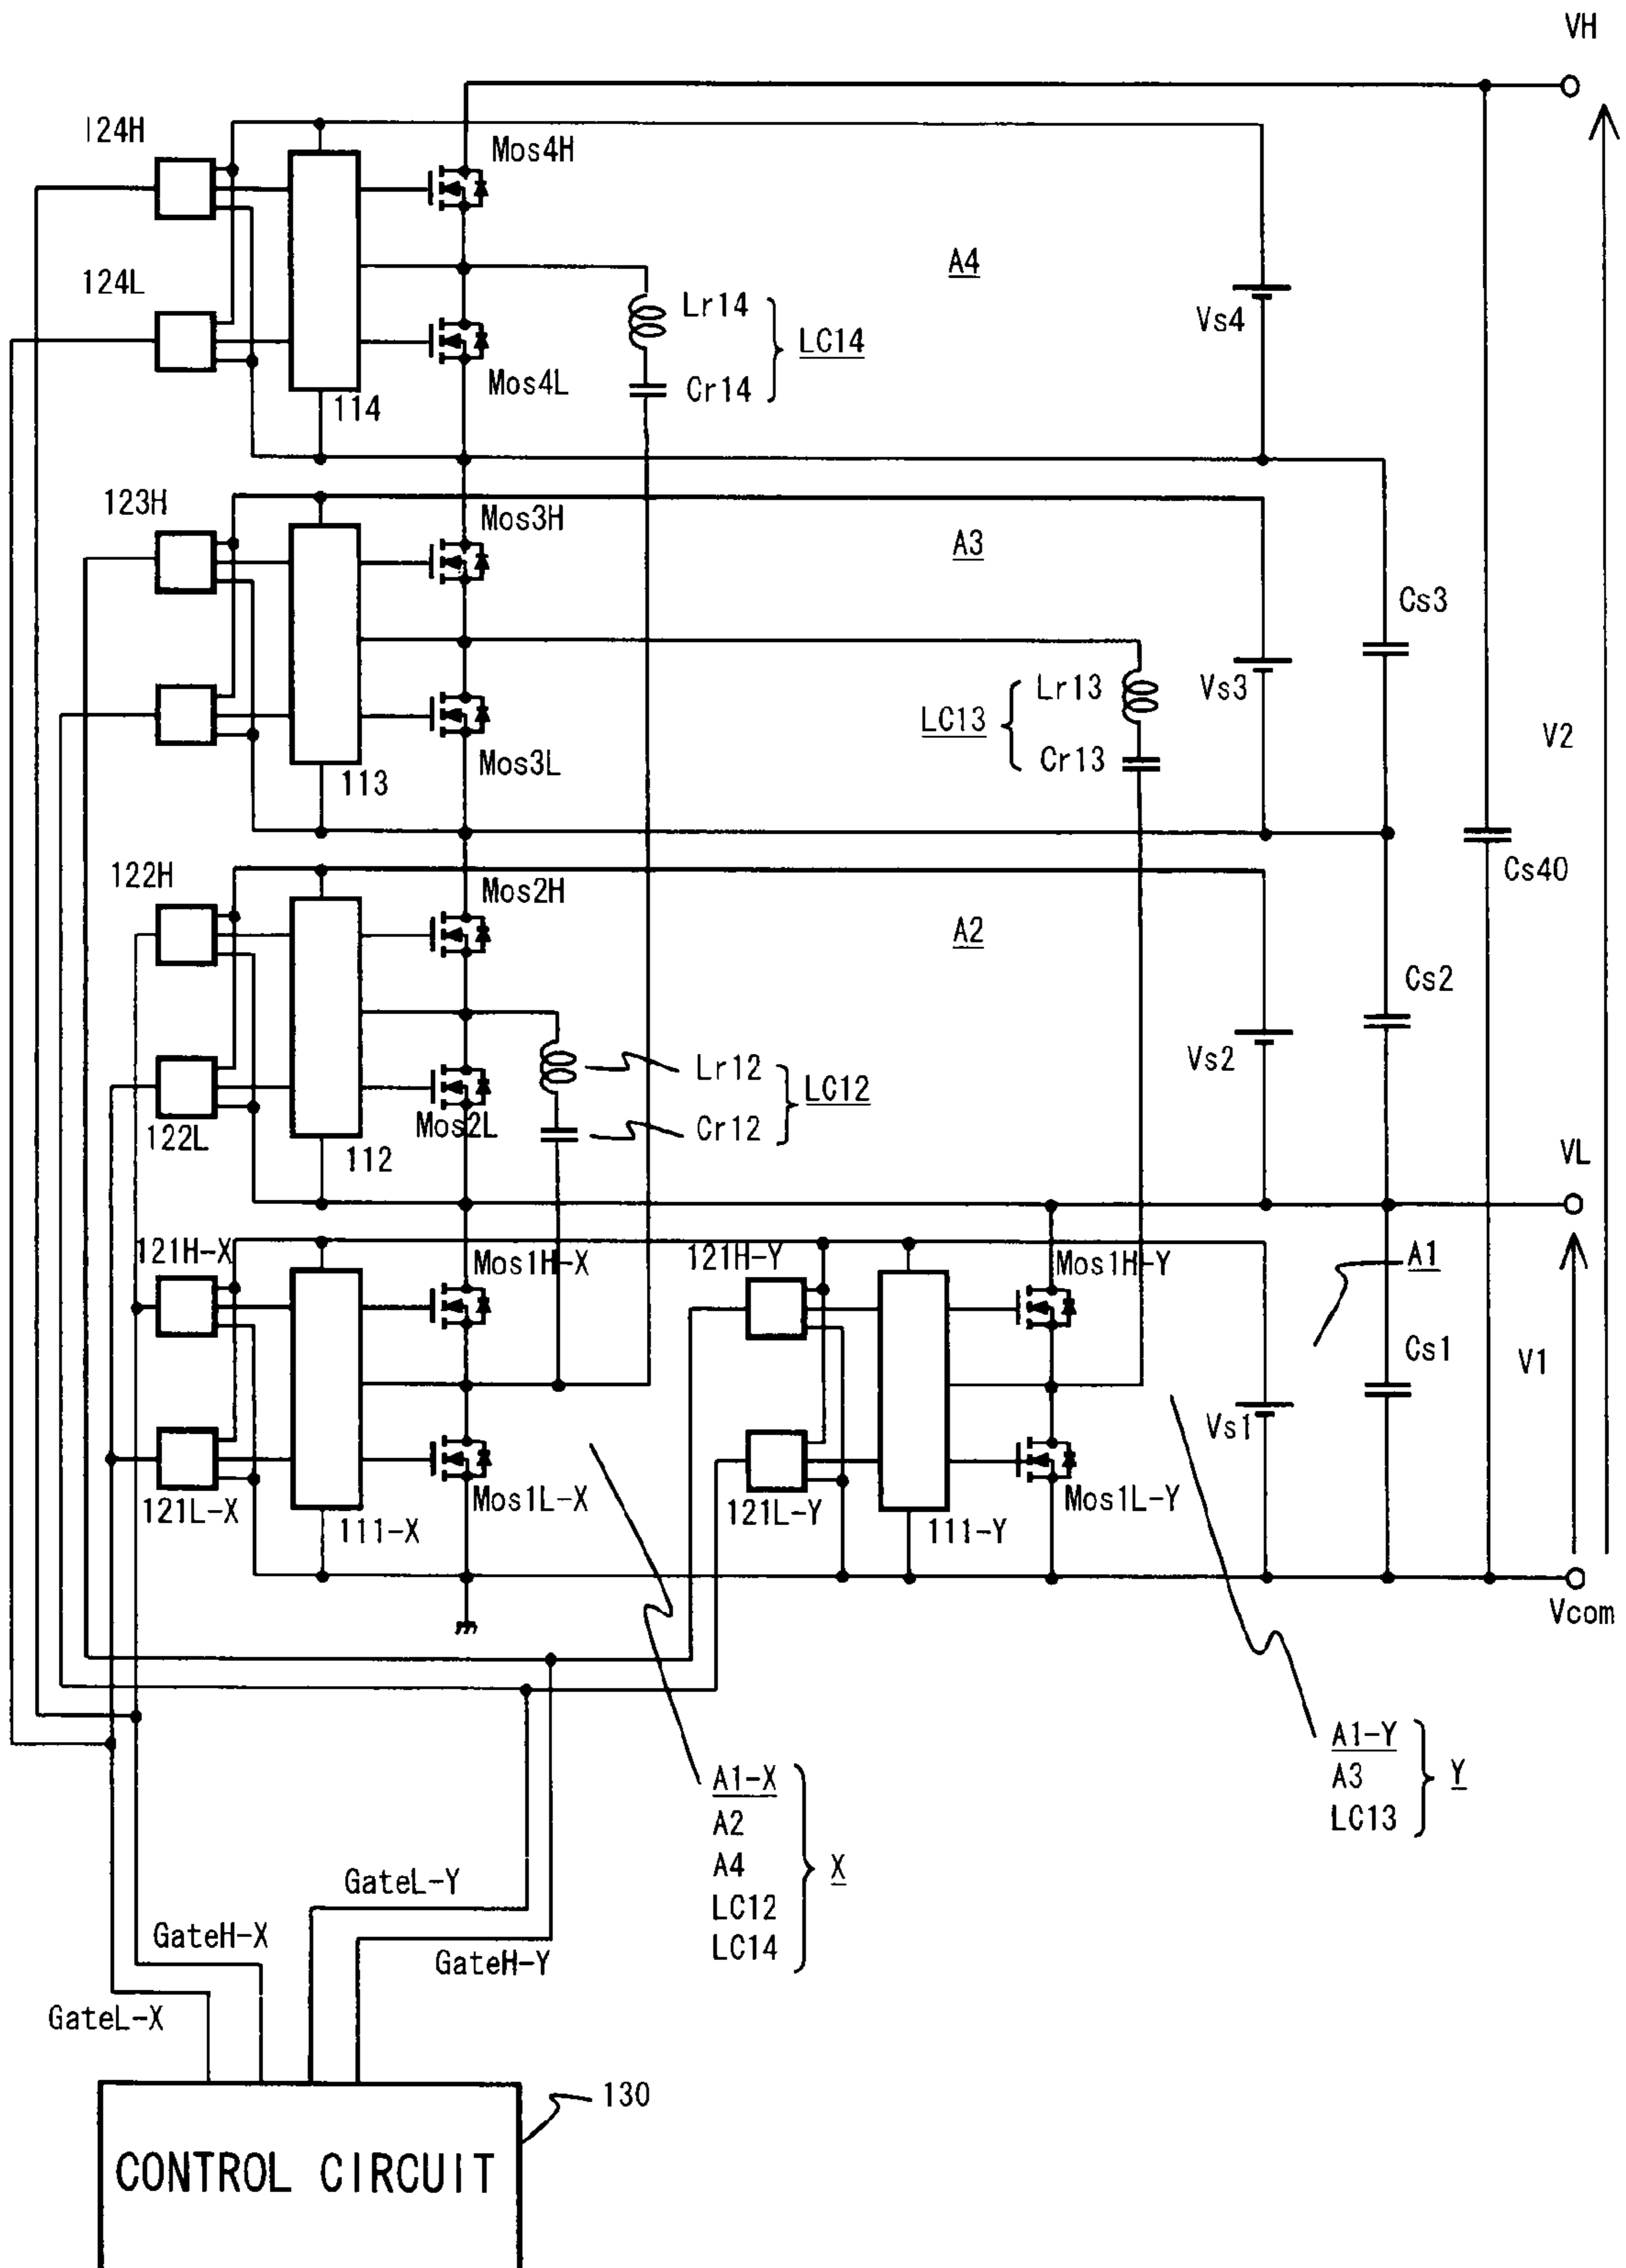 VH
124H
Mos4H
A4
124L
Lr14
LC14
Vs4
Mos4L
Cr14
114
123H
Mos3H
A3
Cs3
Lr13
LC13
Vs3
V2
Cr13
Mos3L
113
122H
Mos2H
Cs40
A2
Cs2
Vs2
Lr12
LC12
Mos2L
Cr12
122L
112
VL
121H-X
Mos1H-X
121H-Y
Mos1H-Y
A1
Cs1
V1
Vs1
121L-X
Mos1L-X
121L-Y
Mos1L-Y
111-X
111-Y
Vcom
A1-Y
A3
LC13
Y
A1-X
A2
A4
LC12
LC14
X
GateL-Y
GateH-X
GateH-Y
GateL-X
130
CONTROL CIRCUIT